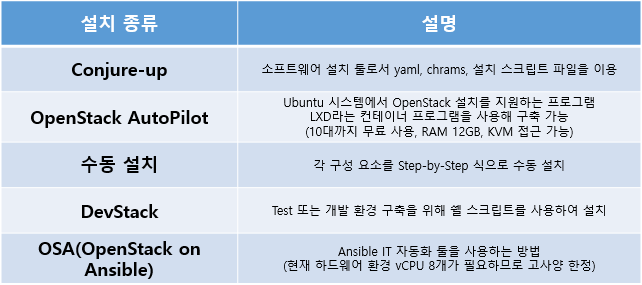 설치 종류
설명
Conjure-up
소프트웨어 설치 툴로서 yaml, chrams, 설치 스크립트 파일을 이용
OpenStack AutoPilot
Ubuntu 시스템에서 OpenStack 설치를 지원하는 프로그램
LXD라는 컨테이너 프로그램을 사용해 구축 가능
(10대까지 무료 사용, RAM 12GB, KVM 접근 가능)
수동 설치
각 구성 요소를 Step-by-Step 식으로 수동 설치
DevStack
Test 또는 개발 환경 구축을 위해 쉘 스크립트를 사용하여 설치
OSA(OpenStack on
Ansible)
Ansible IT 자동화 툴을 사용하는 방법
(현재 하드웨어 환경 vCPU 8개가 필요하므로 고사양 한정)